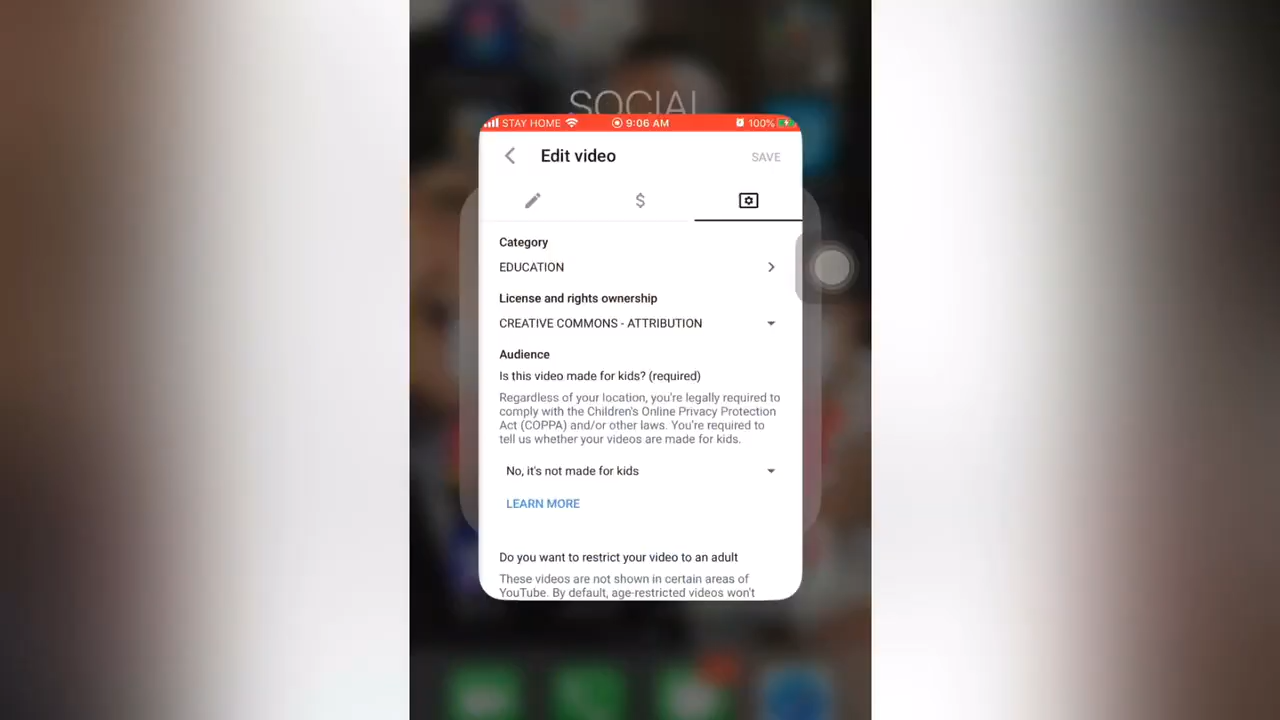 SOCIAL
STAY HOME 9:06 AM 100%
Edit video SAVE
$
Category
EDUCATION
License and rights ownership
CREATIVE COMMONS - ATTRIBUTION
Audience
Is this video made for kids? (required)
Regardless of your location, you're legally required to
comply with the Children's Online Privacy Protection
Act (COPPA) and/or other laws. You're required to
tell us whether your videos are made for kids.
No, it's not made for kids
LEARN MORE
Do you want to restrict your video to an adult
These videos are not shown in certain areas of
YouTube. By default, age-restricted videos won't